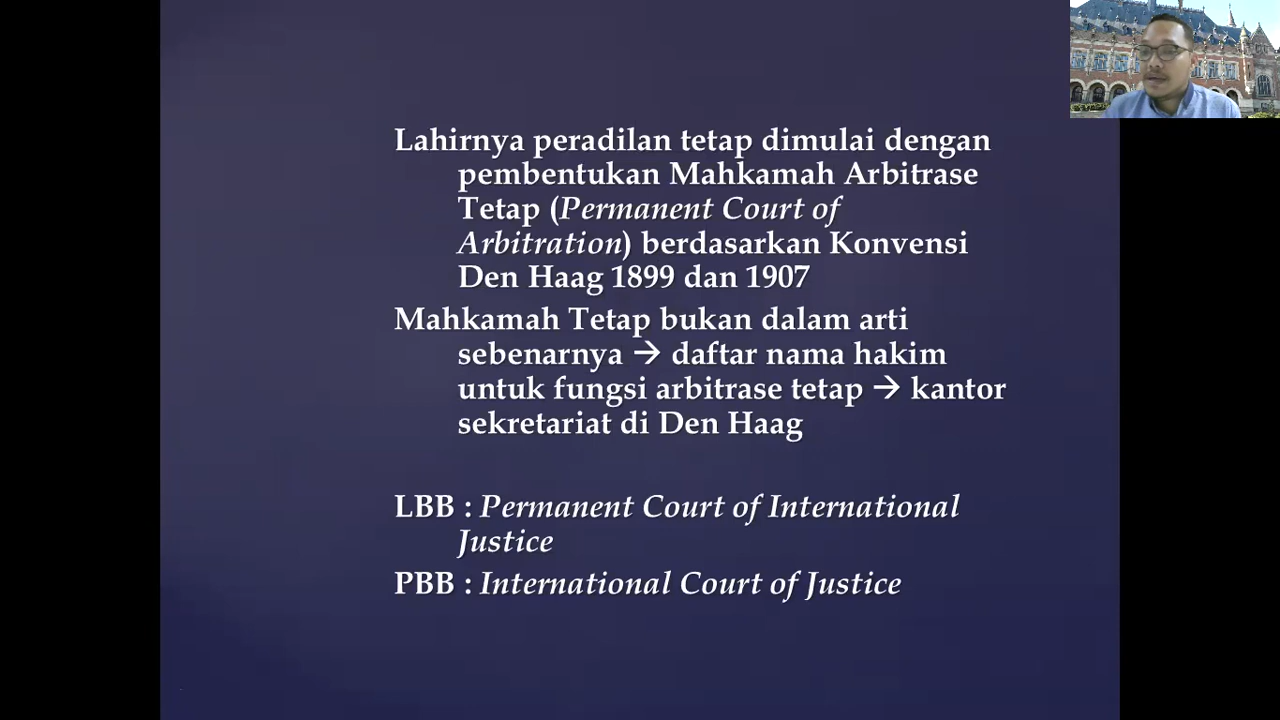 Lahirnya peradilan tetap dimulai dengan
pembentukan Mahkamah Arbitrase
Tetap (Permanent Court of
Arbitration) berdasarkan Konvensi
Den Haag 1899 dan 1907
Mahkamah Tetap bukan dalam arti
sebenarnya → daftar nama hakim
untuk fungsi arbitrase tetap → kantor
sekretariat di Den Haag
LBB : Permanent Court of International
Justice
PBB : International Court of Justice